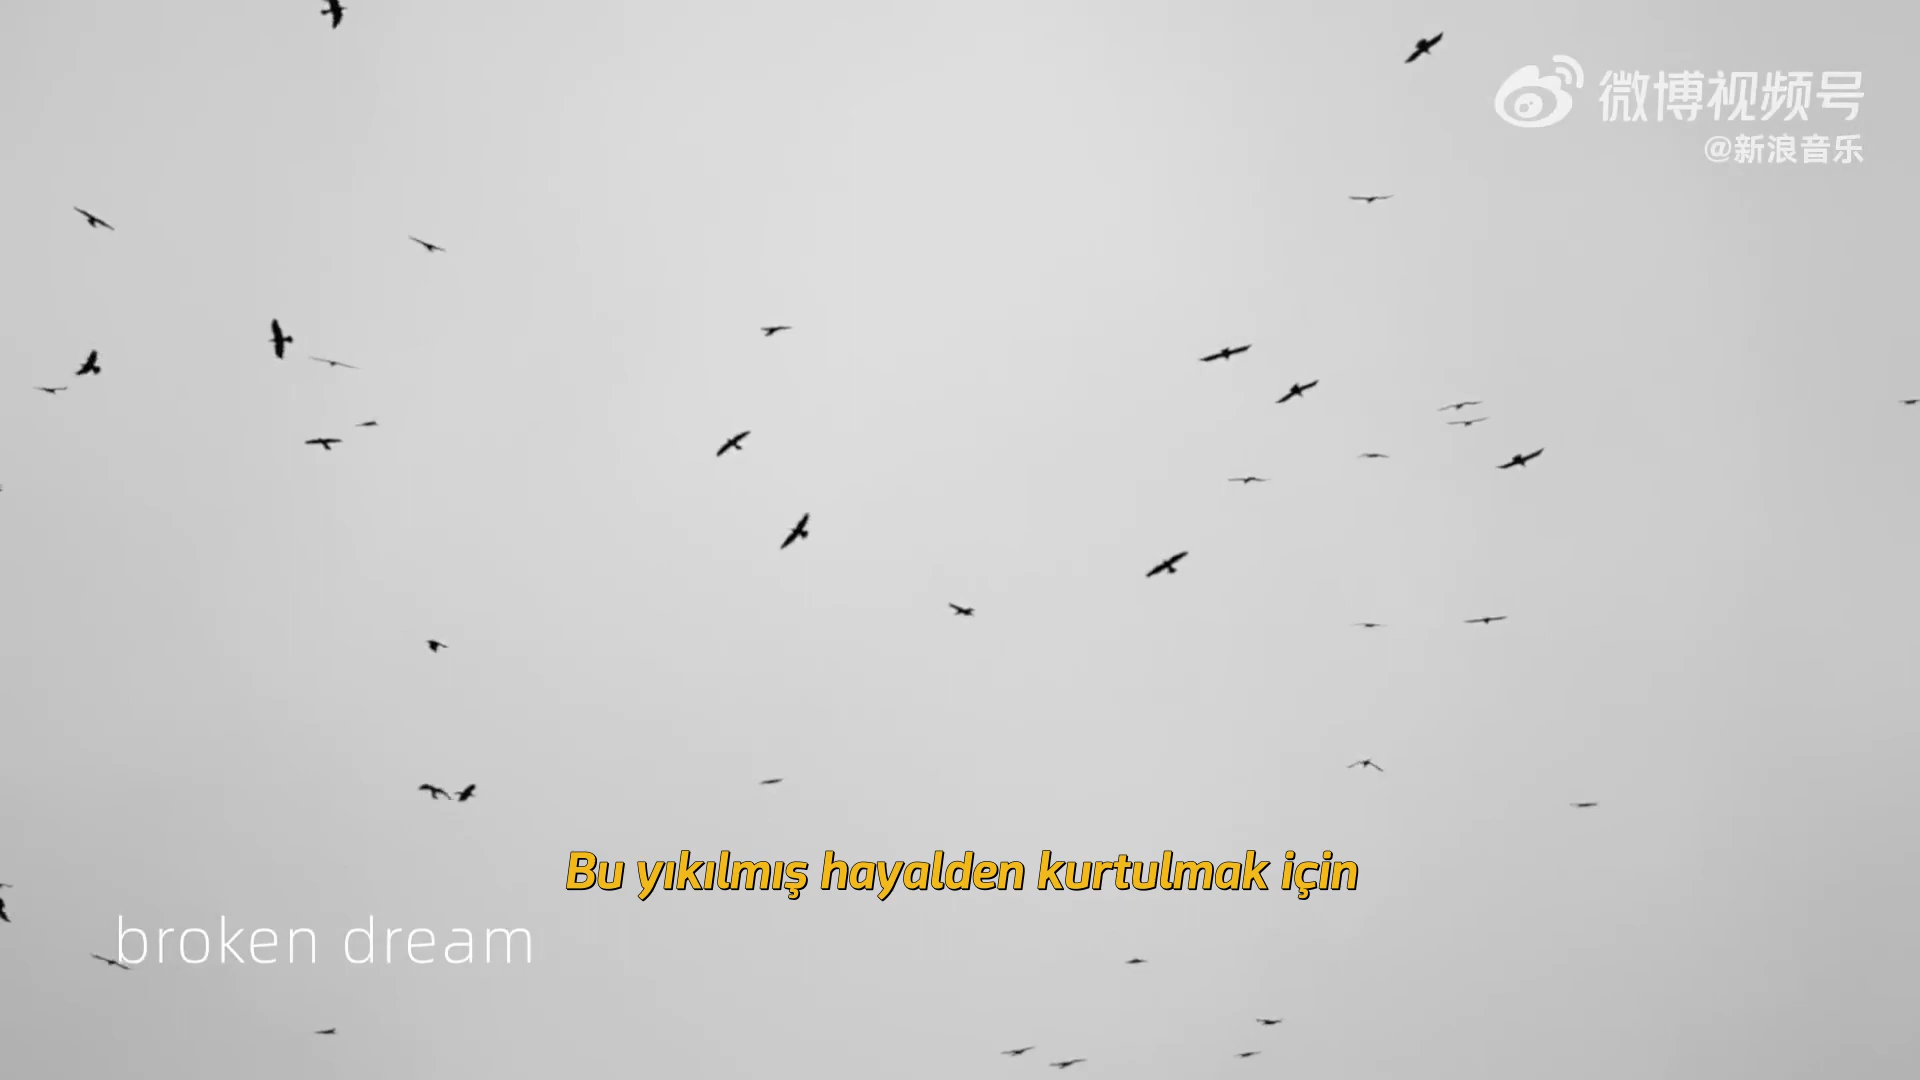 微博视频号
@新浪音乐
Bu yıkılmış hayalden kurtulmak için
broken dream